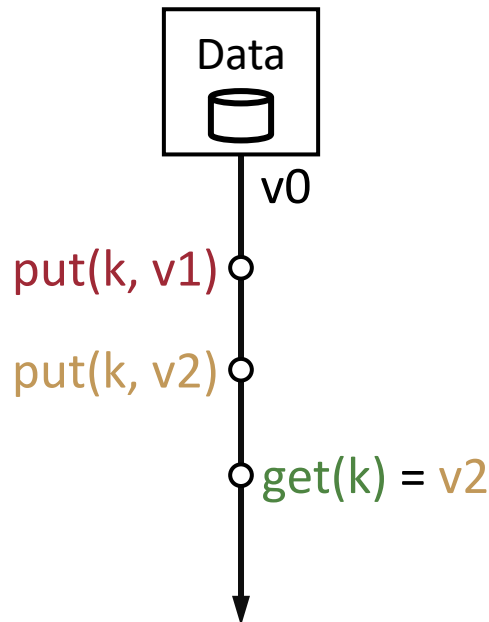 Data
v0
put(k, v1)
put(k, v2)
get(k) = v2